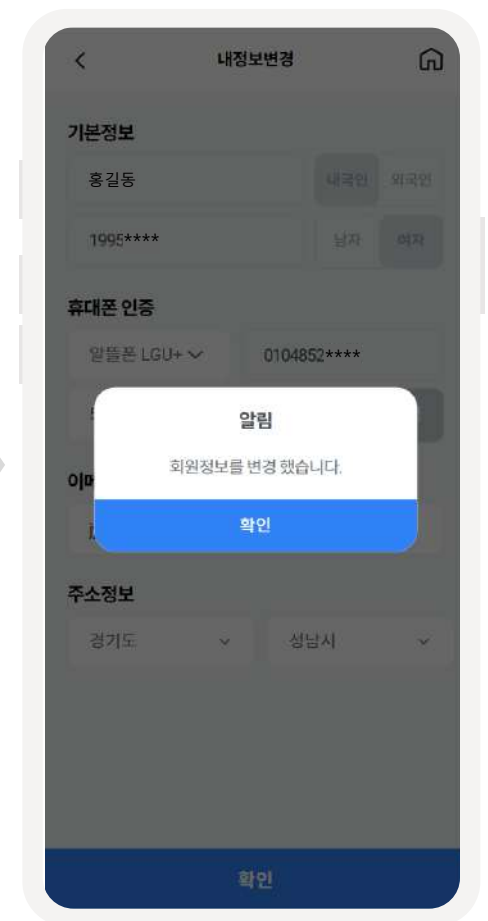 내정보변경
기본정보
홍길동 내국인 외국인
1995**** 남자 여자
휴대폰 인증
알뜰폰 LGU+ 0104852****
알림
회원정보를 변경 했습니다.
확인
주소정보
경기도 성남시
확인